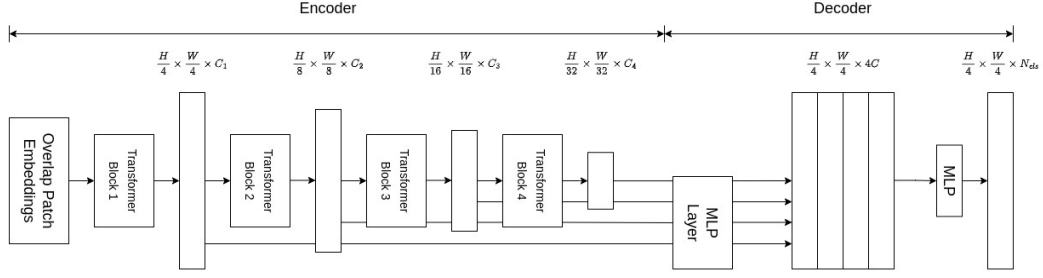 Encoder
Decoder
H/4 × W/4 × C₁
H/8 × W/8 × C₂
H/16 × W/16 × C₃
H/32 × W/32 × C₄
H/4 × W/4 × 4C
H/4 × W/4 × N_cls
Overlap Patch
Embeddings
Transformer
Block 1
Transformer
Block 2
Transformer
Block 3
Transformer
Block 4
MLP
Layer
MLP